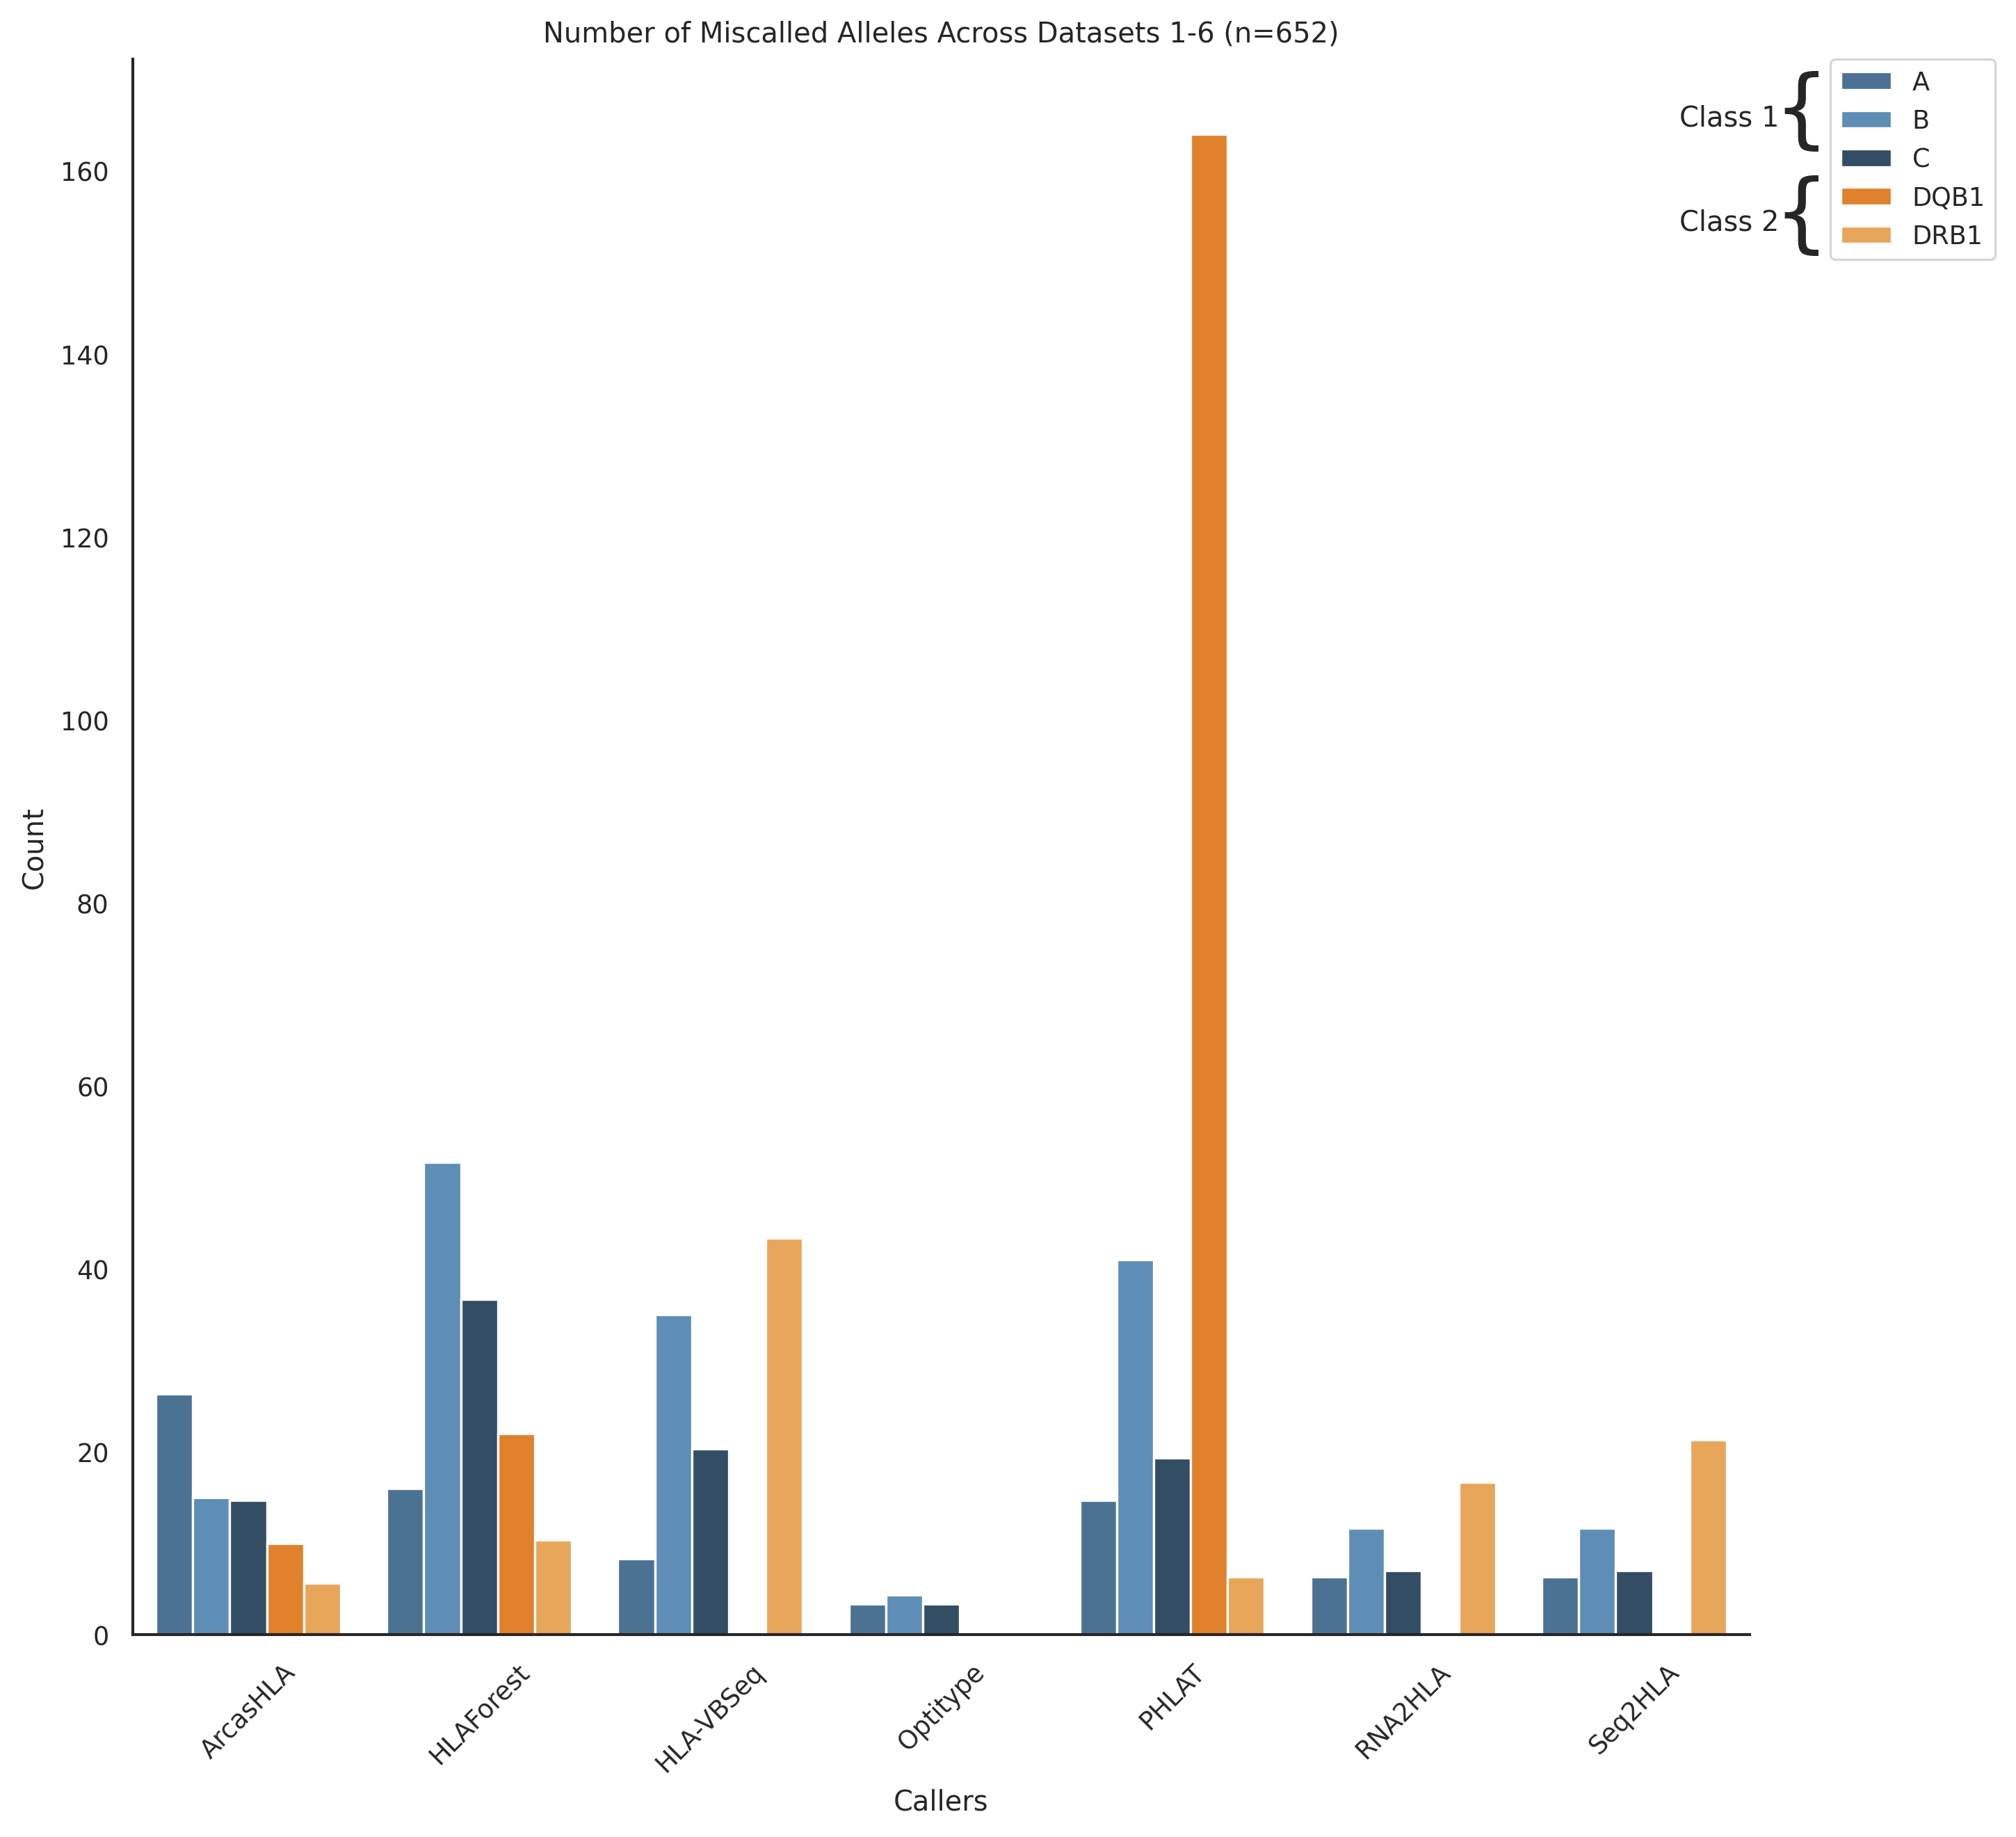 Number of Miscalled Alleles Across Datasets 1-6 (n=652)
Class 1 {
Class 2 {
A
B
C
DQB1
DRB1
Count
160
140
120
100
80
60
40
20
0
ArcasHLA
HLAForest
HLA-VBSeq
Optitype
PHLAT
RNA2HLA
Seq2HLA
Callers